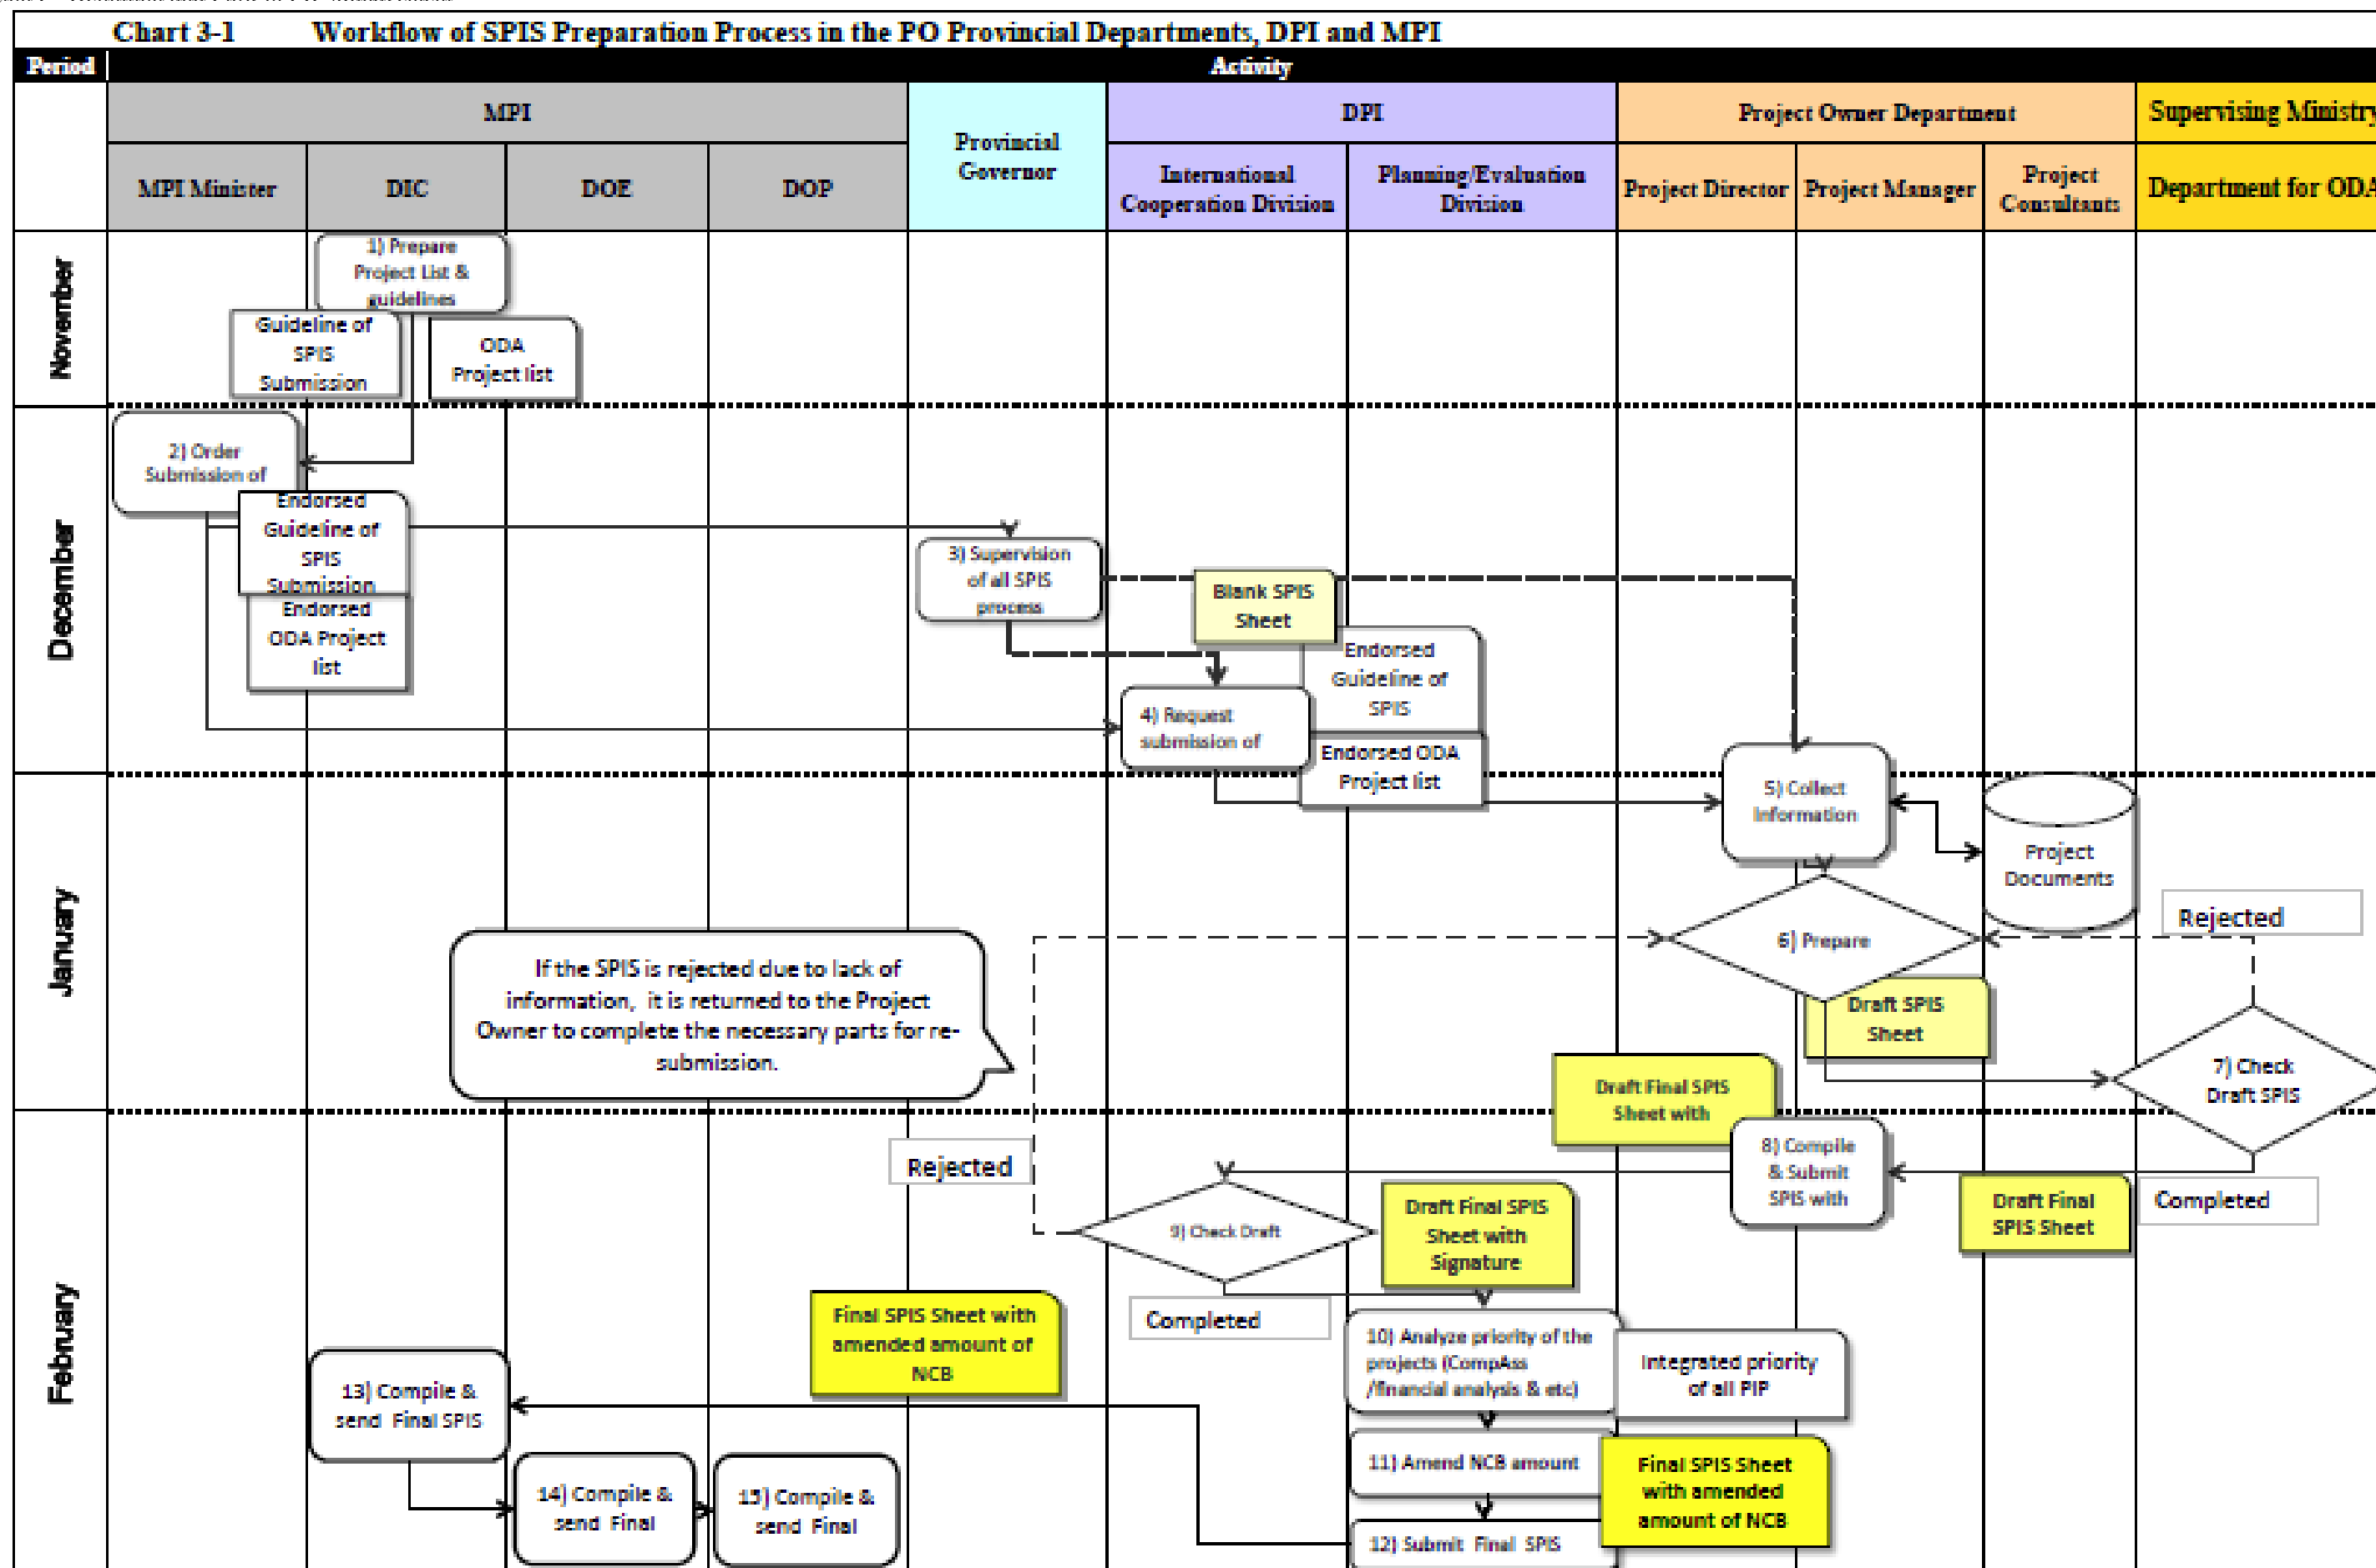 Chart 3-1 Workflow of SPIS Preparation Process in the PO Provincial Departments, DPI and MPI
Period Activity
MPI
Provincial
Governor
DPI
Project Owner Department
Supervising Ministry
MPI Minister
DIC
DOE
DOP
International
Cooperation Division
Planning/Evaluation
Division
Project Director
Project Manager
Project
Consultants
Department for ODA
November
1) Prepare
Project List &
guidelines
Guideline of
SPIS
Submission
ODA
Project list
December
2) Order
Submission of
Endorsed
Guideline of
SPIS
Submission
Endorsed
ODA Project
list
3) Supervision
of all SPIS
process
Blank SPIS
Sheet
Endorsed
Guideline of
SPIS
4) Request
submission of
Endorsed ODA
Project list
January
5) Collect
Information
Project
Documents
Rejected
6) Prepare
Draft SPIS
Sheet
If the SPIS is rejected due to lack of
information, it is returned to the Project
Owner to complete the necessary parts for re-
submission.
7) Check
Draft SPIS
Draft Final SPIS
Sheet with
February
8) Compile
& Submit
SPIS with
Rejected
Draft Final
SPIS Sheet
Completed
9) Check Draft
Draft Final SPIS
Sheet with
Signature
Completed
Final SPIS Sheet with
amended amount of
NCB
10) Analyze priority of the
projects (CompAss
/financial analysis & etc)
Integrated priority
of all PIP
13) Compile &
send Final SPIS
11) Amend NCB amount
Final SPIS Sheet
with amended
amount of NCB
14) Compile &
send Final
15) Compile &
send Final
12) Submit Final SPIS